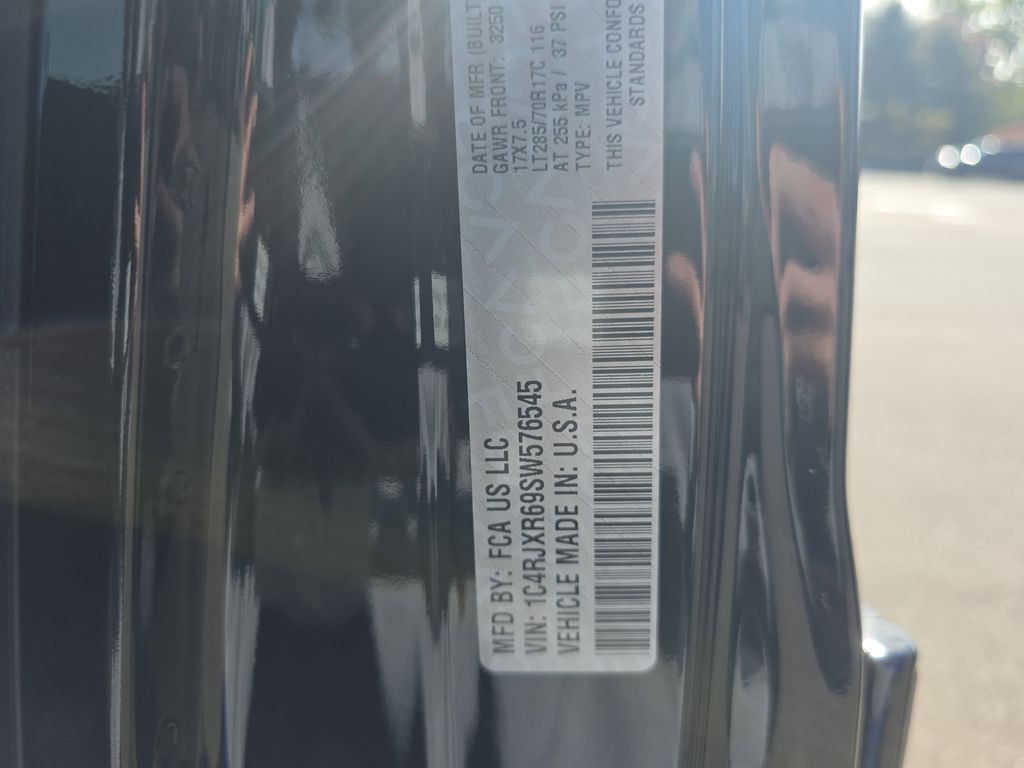 MFD BY: FCA US LLC
DATE OF MFR (BUILT
GAWR FRONT: 3250
17X7.5
LT285/70R17C 116
AT 255 kPa / 37 PSI
TYPE: MPV
THIS VEHICLE CONFO
STANDARDS
VIN: 1C4RJXR69SW576545
VEHICLE MADE IN: U.S.A.